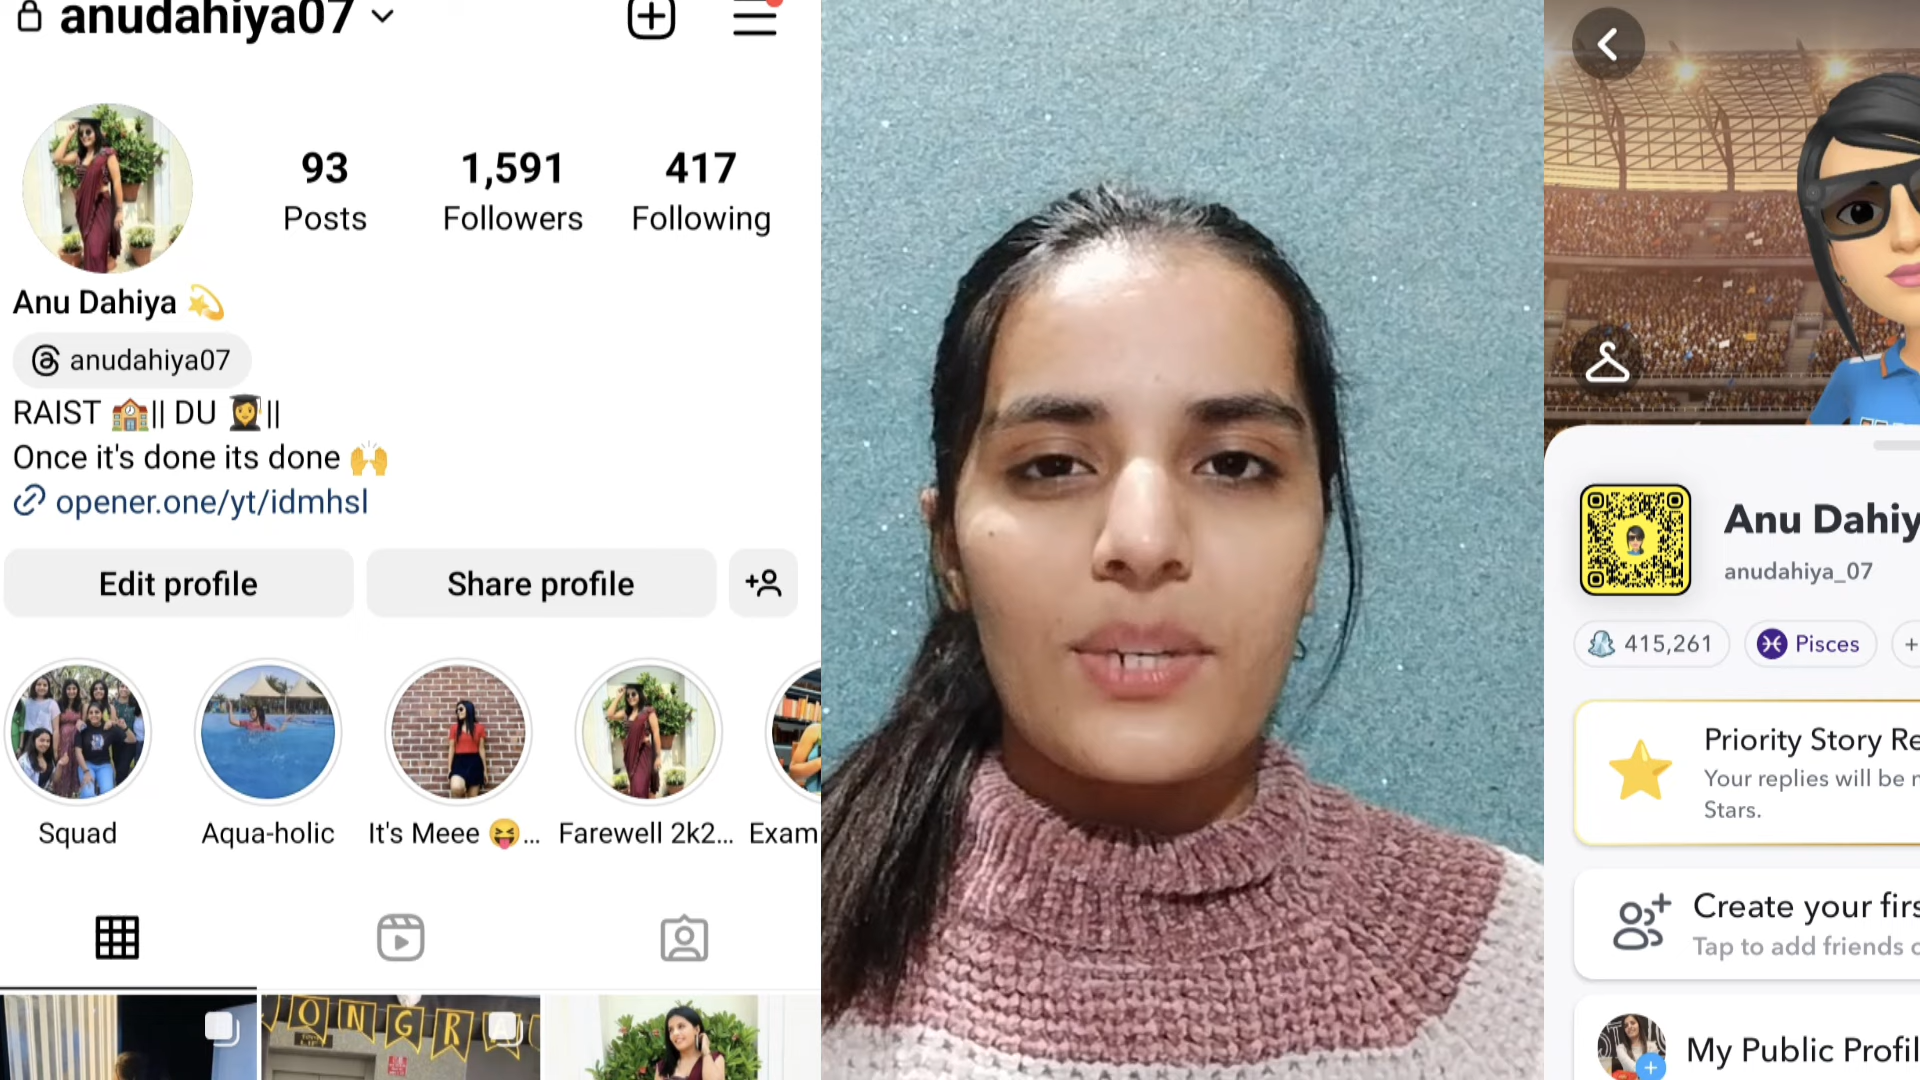 anudahiya07
93
Posts
1,591
Followers
417
Following
Anu Dahiya 💫
anudahiya07
RAIST 🏫|| DU 👩‍🎓||
Once it's done its done 🙌
opener.one/yt/idmhsl
Edit profile
Share profile
Squad
Aqua-holic
It's Meee 😝...
Farewell 2k2...
Exam
ONGRA
Anu Dahiy
anudahiya_07
415,261
Pisces
+
Priority Story Re
Your replies will be m
Stars.
Create your firs
Tap to add friends o
My Public Profil